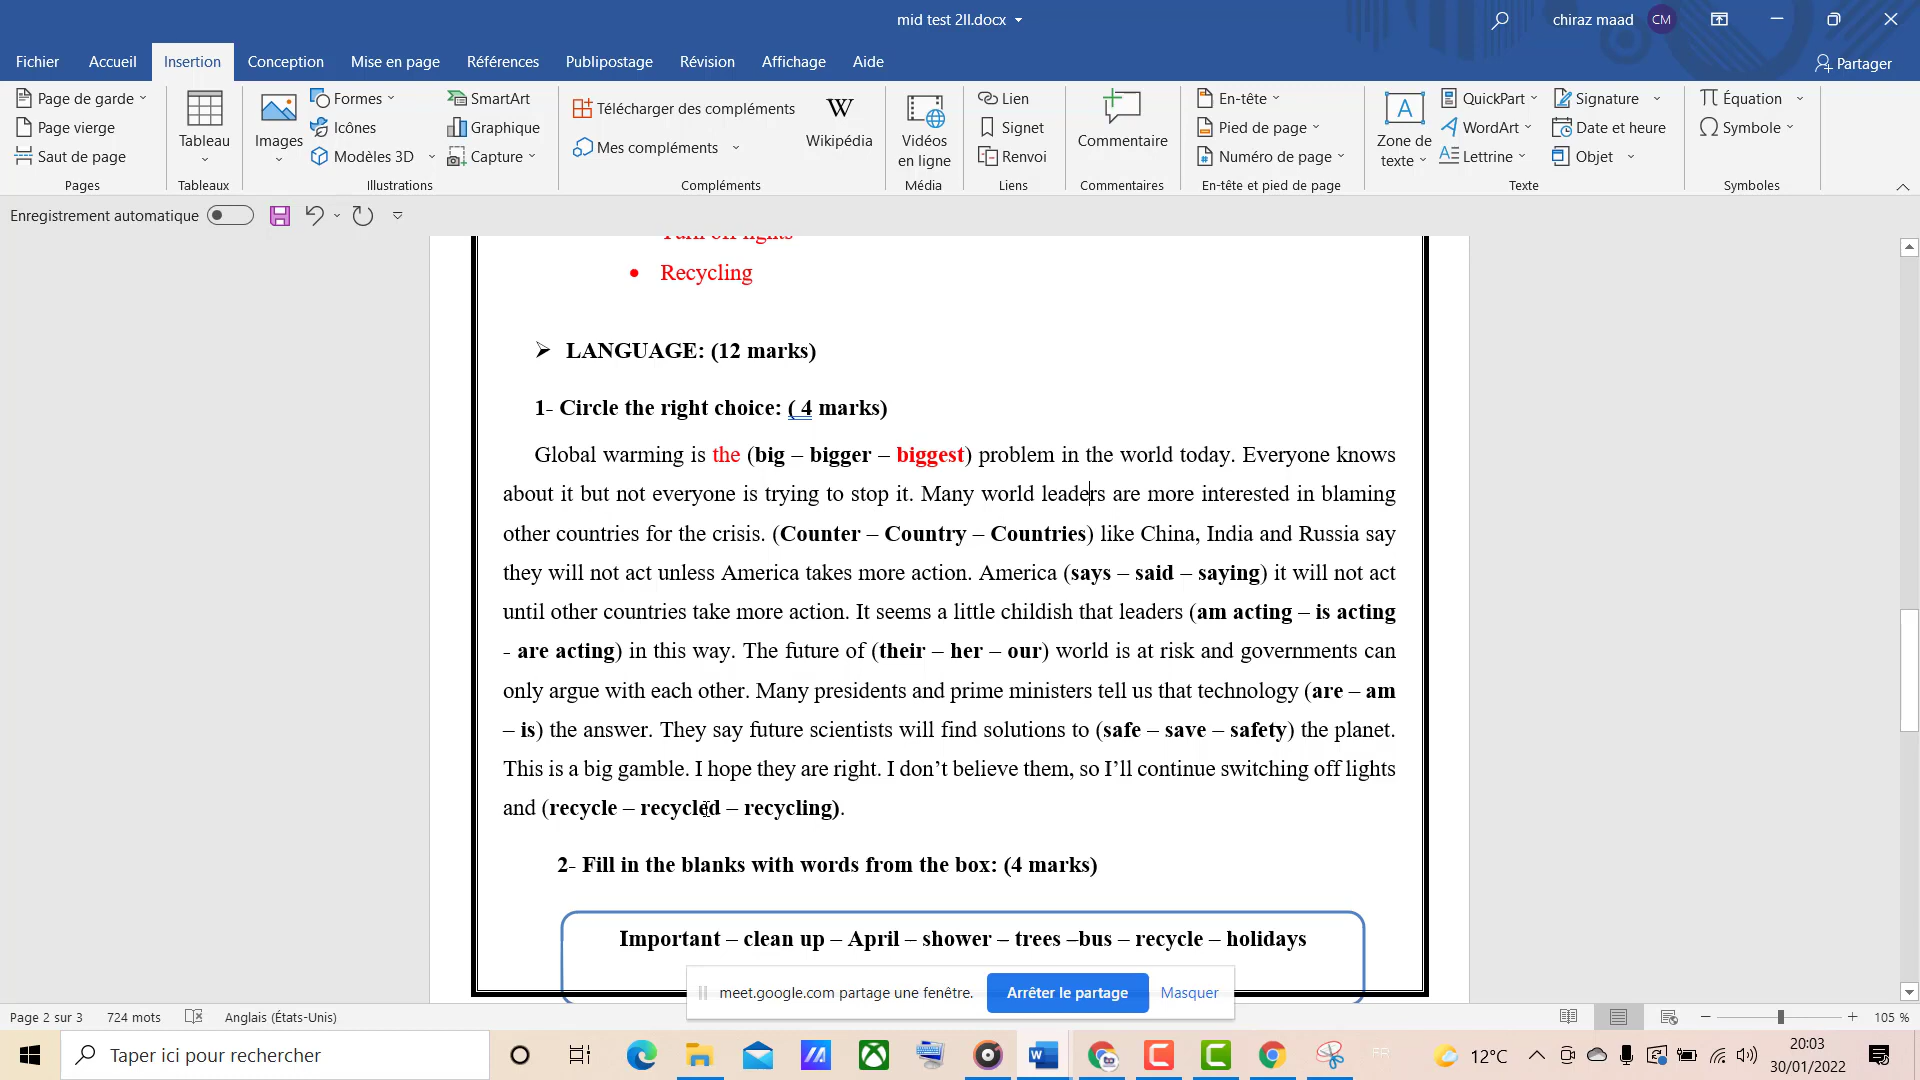 mid test 2II.docx
chiraz maad
CM
Fichier Accueil Insertion Conception Mise en page Références Publipostage Révision Affichage Aide
Partager
Page de garde
Page vierge
Saut de page
Pages
Tableau
Tableaux
Images
Formes
Icônes
Modèles 3D
SmartArt
Graphique
Capture
Illustrations
Télécharger des compléments
Mes compléments
Wikipédia
Compléments
Vidéos
en ligne
Média
Lien
Signet
Renvoi
Liens
Commentaire
Commentaires
En-tête
Pied de page
Numéro de page
En-tête et pied de page
Zone de
texte
QuickPart
WordArt
Lettrine
Signature
Date et heure
Objet
Texte
Équation
Symbole
Symboles
Enregistrement automatique
Turn off lights
• Recycling
➢ LANGUAGE: (12 marks)
1- Circle the right choice: ( 4 marks)
Global warming is the (big – bigger – biggest) problem in the world today. Everyone knows
about it but not everyone is trying to stop it. Many world leaders are more interested in blaming
other countries for the crisis. (Counter – Country – Countries) like China, India and Russia say
they will not act unless America takes more action. America (says – said – saying) it will not act
until other countries take more action. It seems a little childish that leaders (am acting – is acting
- are acting) in this way. The future of (their – her – our) world is at risk and governments can
only argue with each other. Many presidents and prime ministers tell us that technology (are – am
– is) the answer. They say future scientists will find solutions to (safe – save – safety) the planet.
This is a big gamble. I hope they are right. I don’t believe them, so I’ll continue switching off lights
and (recycle – recycled – recycling).
2- Fill in the blanks with words from the box: (4 marks)
Important – clean up – April – shower – trees –bus – recycle – holidays
meet.google.com partage une fenêtre.
Arrêter le partage
Masquer
Page 2 sur 3
724 mots
Anglais (États-Unis)
105 %
Taper ici pour rechercher
FR
12°C
20:03
30/01/2022